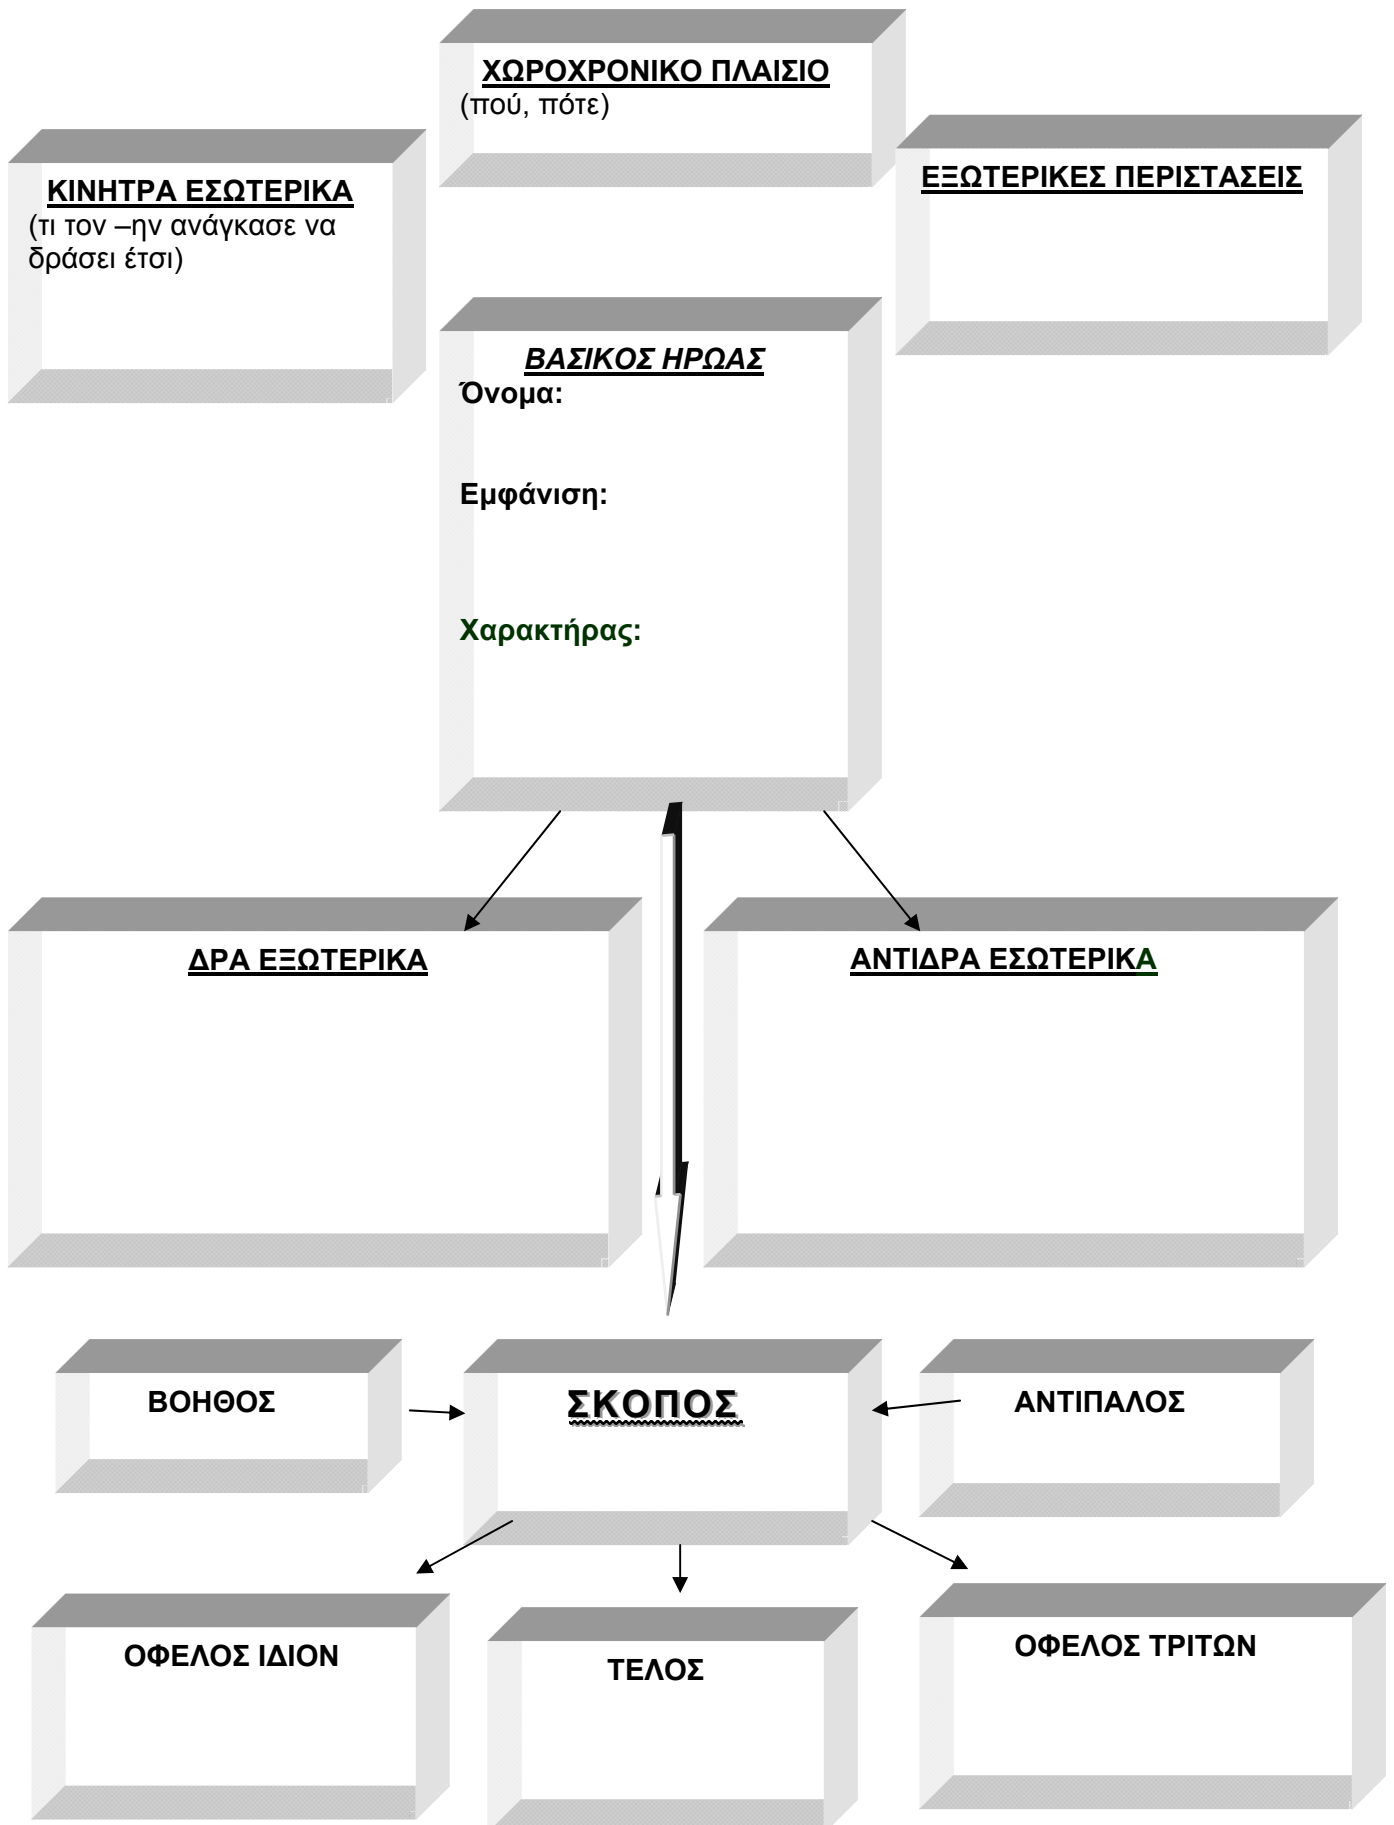 ΧΩΡΟΧΡΟΝΙΚΟ ΠΛΑΙΣΙΟ
(πού, πότε)
ΚΙΝΗΤΡΑ ΕΣΩΤΕΡΙΚΑ
(τι τον –ην ανάγκασε να
δράσει έτσι)
ΕΞΩΤΕΡΙΚΕΣ ΠΕΡΙΣΤΑΣΕΙΣ
ΒΑΣΙΚΟΣ ΗΡΩΑΣ
Όνομα:
Εμφάνιση:
Χαρακτήρας:
ΔΡΑ ΕΞΩΤΕΡΙΚΑ
ΑΝΤΙΔΡΑ ΕΣΩΤΕΡΙΚΑ
ΒΟΗΘΟΣ
ΣΚΟΠΟΣ
ΑΝΤΙΠΑΛΟΣ
ΟΦΕΛΟΣ ΙΔΙΟΝ
ΤΕΛΟΣ
ΟΦΕΛΟΣ ΤΡΙΤΩΝ